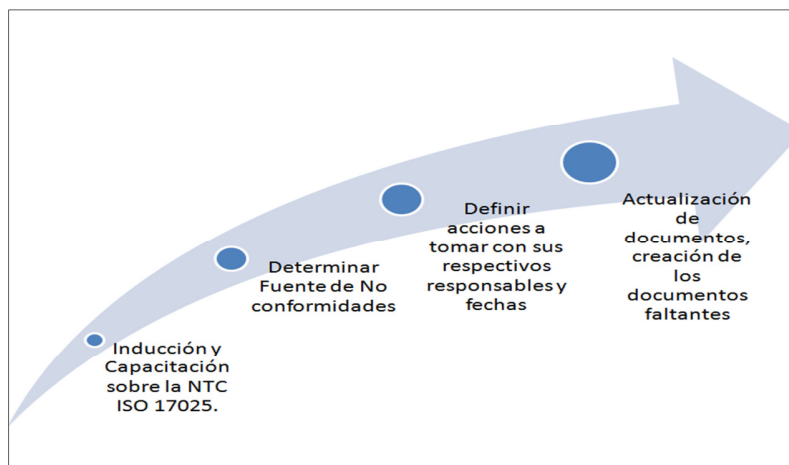 Inducción y
Capacitación
sobre la NTC
ISO 17025.
Determinar
Fuente de No
conformidades
Definir
acciones a
tomar con sus
respectivos
responsables y
fechas
Actualización
de
documentos,
creación de
los
documentos
faltantes